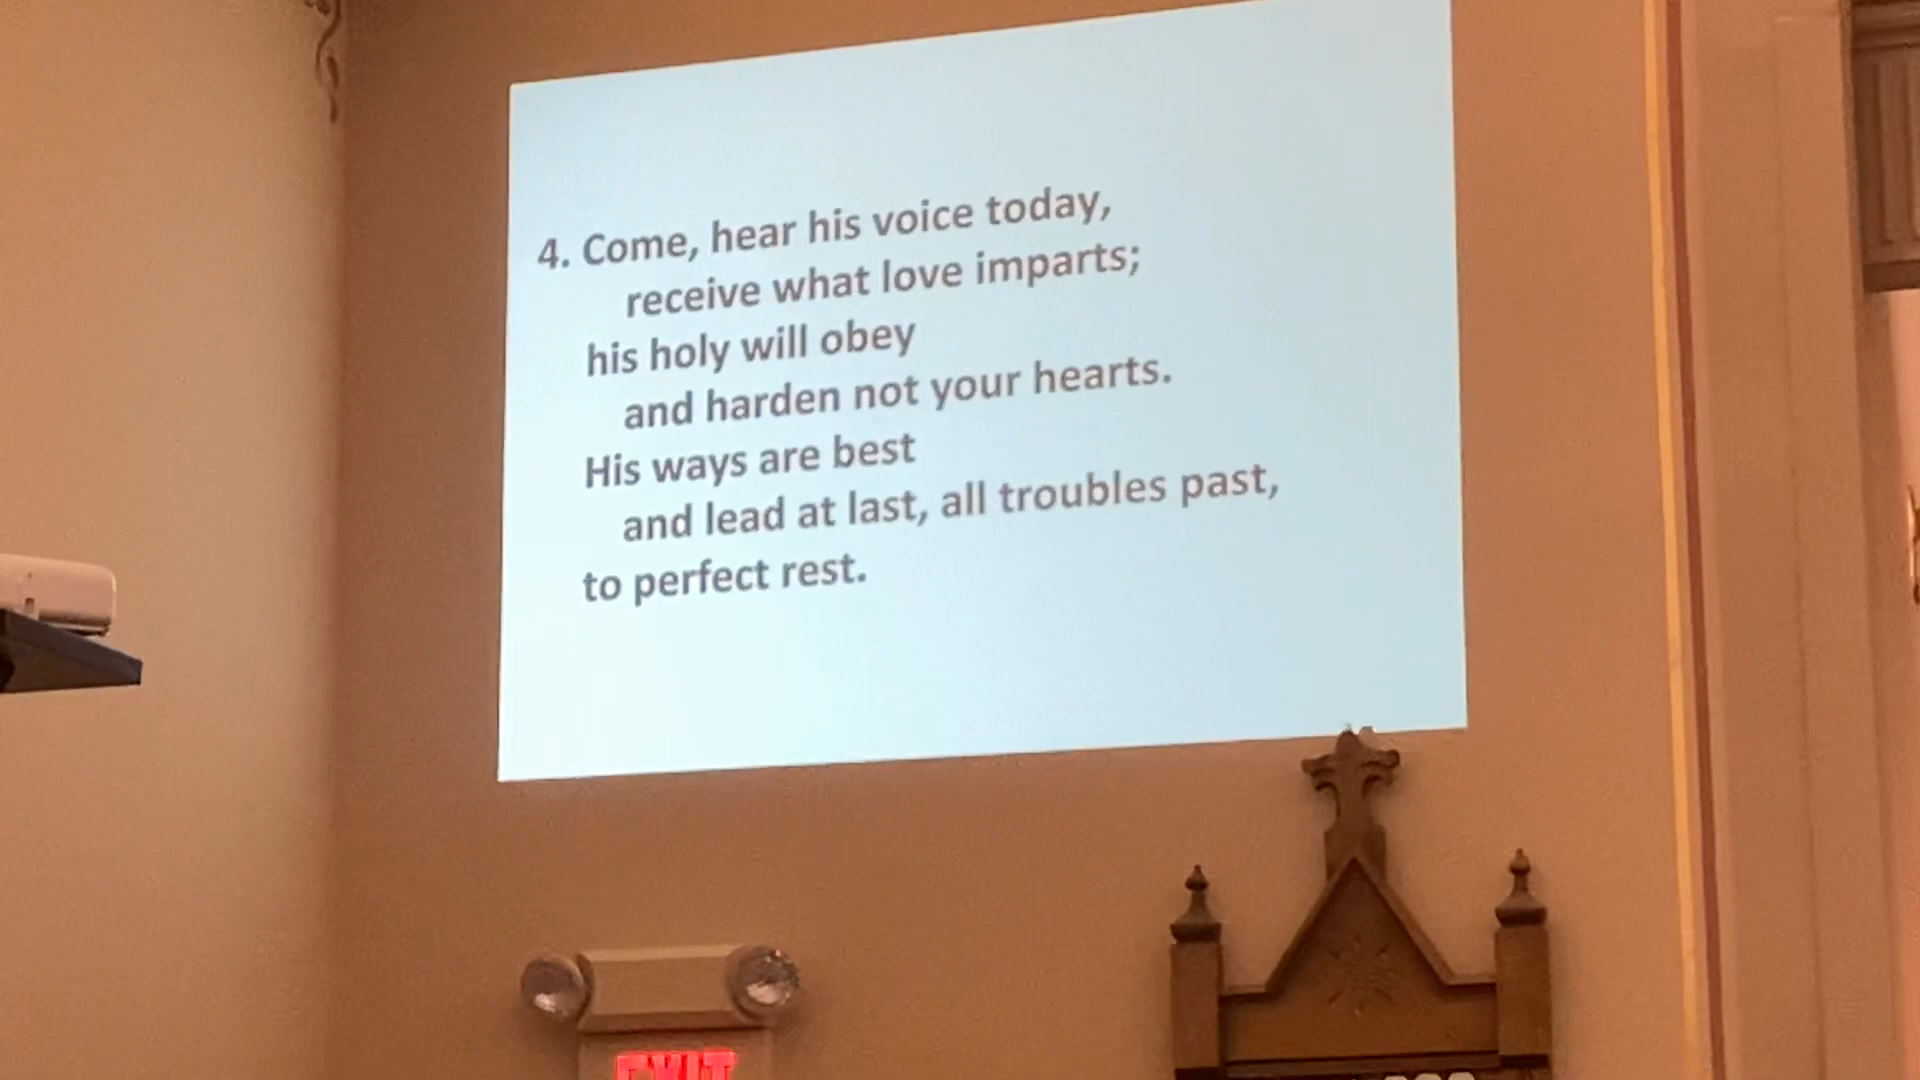 4. Come, hear his voice today,
receive what love imparts;
his holy will obey
and harden not your hearts.
His ways are best
and lead at last, all troubles past,
to perfect rest.
EXIT